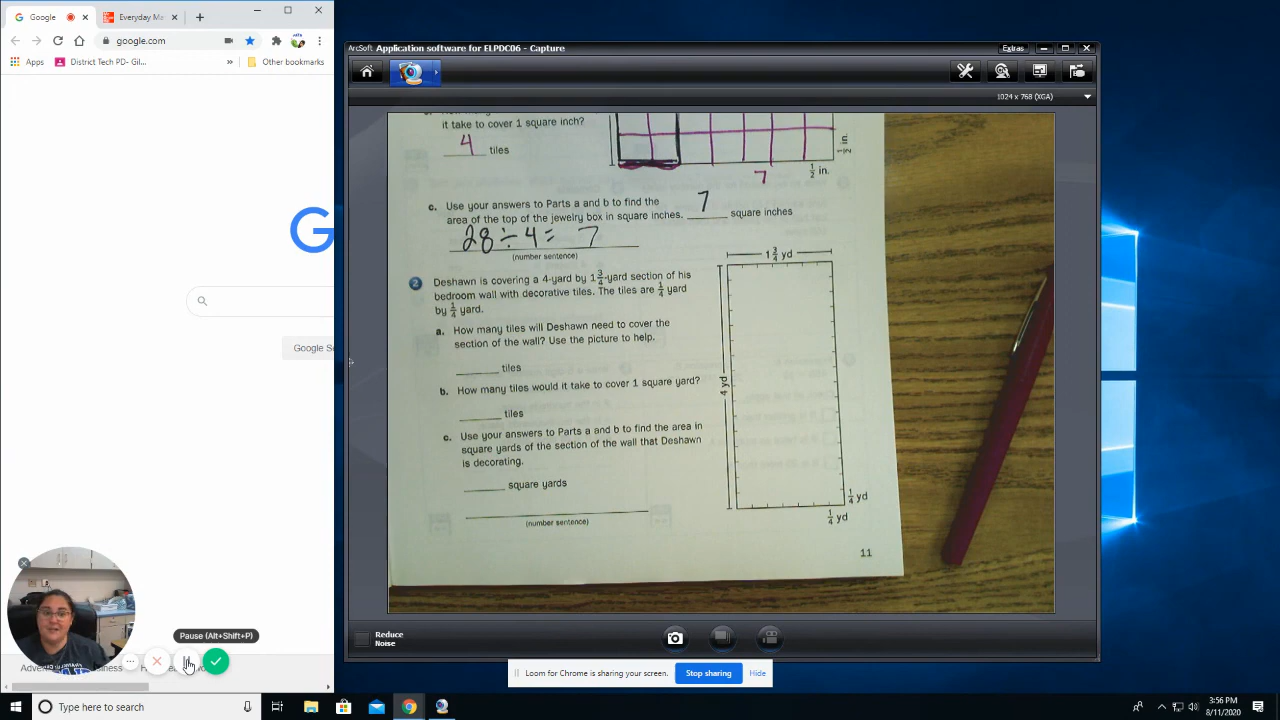 Google
Everyday Ma
google.com
Apps
District Tech PD- Gil...
»
Other bookmarks
G
Google Se
ArcSoft Application software for ELPDC06 - Capture
Extras
1024 x 768 (XGA)
it take to cover 1 square inch?
4 tiles
7
1/2 in.
1/2 in.
c. Use your answers to Parts a and b to find the
area of the top of the jewelry box in square inches. 7 square inches
28 ÷ 4 = 7
(number sentence)
2 Deshawn is covering a 4-yard by 1 3/4-yard section of his
bedroom wall with decorative tiles. The tiles are 1/4 yard
by 1/4 yard.
a. How many tiles will Deshawn need to cover the
section of the wall? Use the picture to help.
______ tiles
b. How many tiles would it take to cover 1 square yard?
______ tiles
c. Use your answers to Parts a and b to find the area in
square yards of the section of the wall that Deshawn
is decorating.
______ square yards
(number sentence)
1 3/4 yd
4 yd
1/4 yd
1/4 yd
11
Reduce
Noise
Pause (Alt+Shift+P)
Loom for Chrome is sharing your screen.
Stop sharing
Hide
Type here to search
3:56 PM
8/11/2020